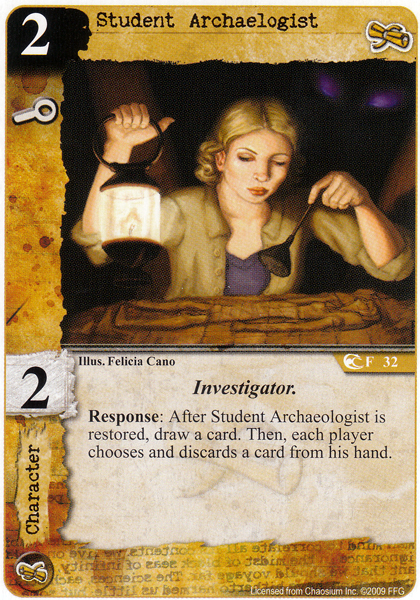 2
Student Archaelogist
Illus. Felicia Cano
F 32
2
Investigator.
Response: After Student Archaeologist is
restored, draw a card. Then, each player
chooses and discards a card from his hand.
Character
Licensed from Chaosium Inc. ©2009 FFG